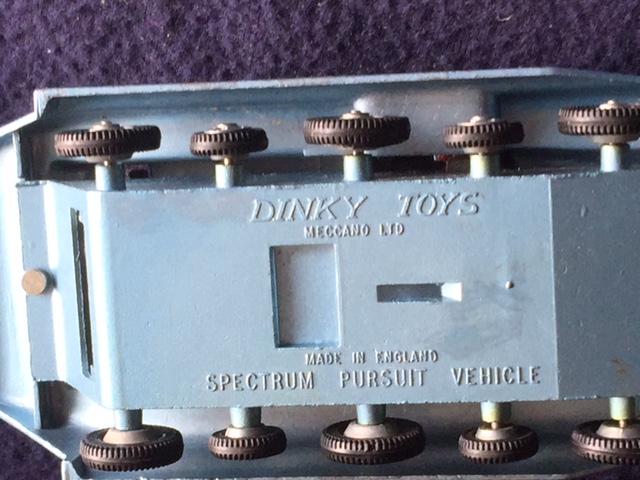 DINKY TOYS
MECCANO LTD
MADE IN ENGLAND
SPECTRUM PURSUIT VEHICLE